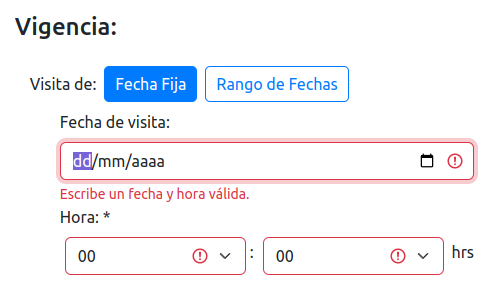 Vigencia:
Visita de: Fecha Fija Rango de Fechas
Fecha de visita:
dd/mm/aaaa
Escribe un fecha y hora válida.
Hora: *
00 : 00 hrs